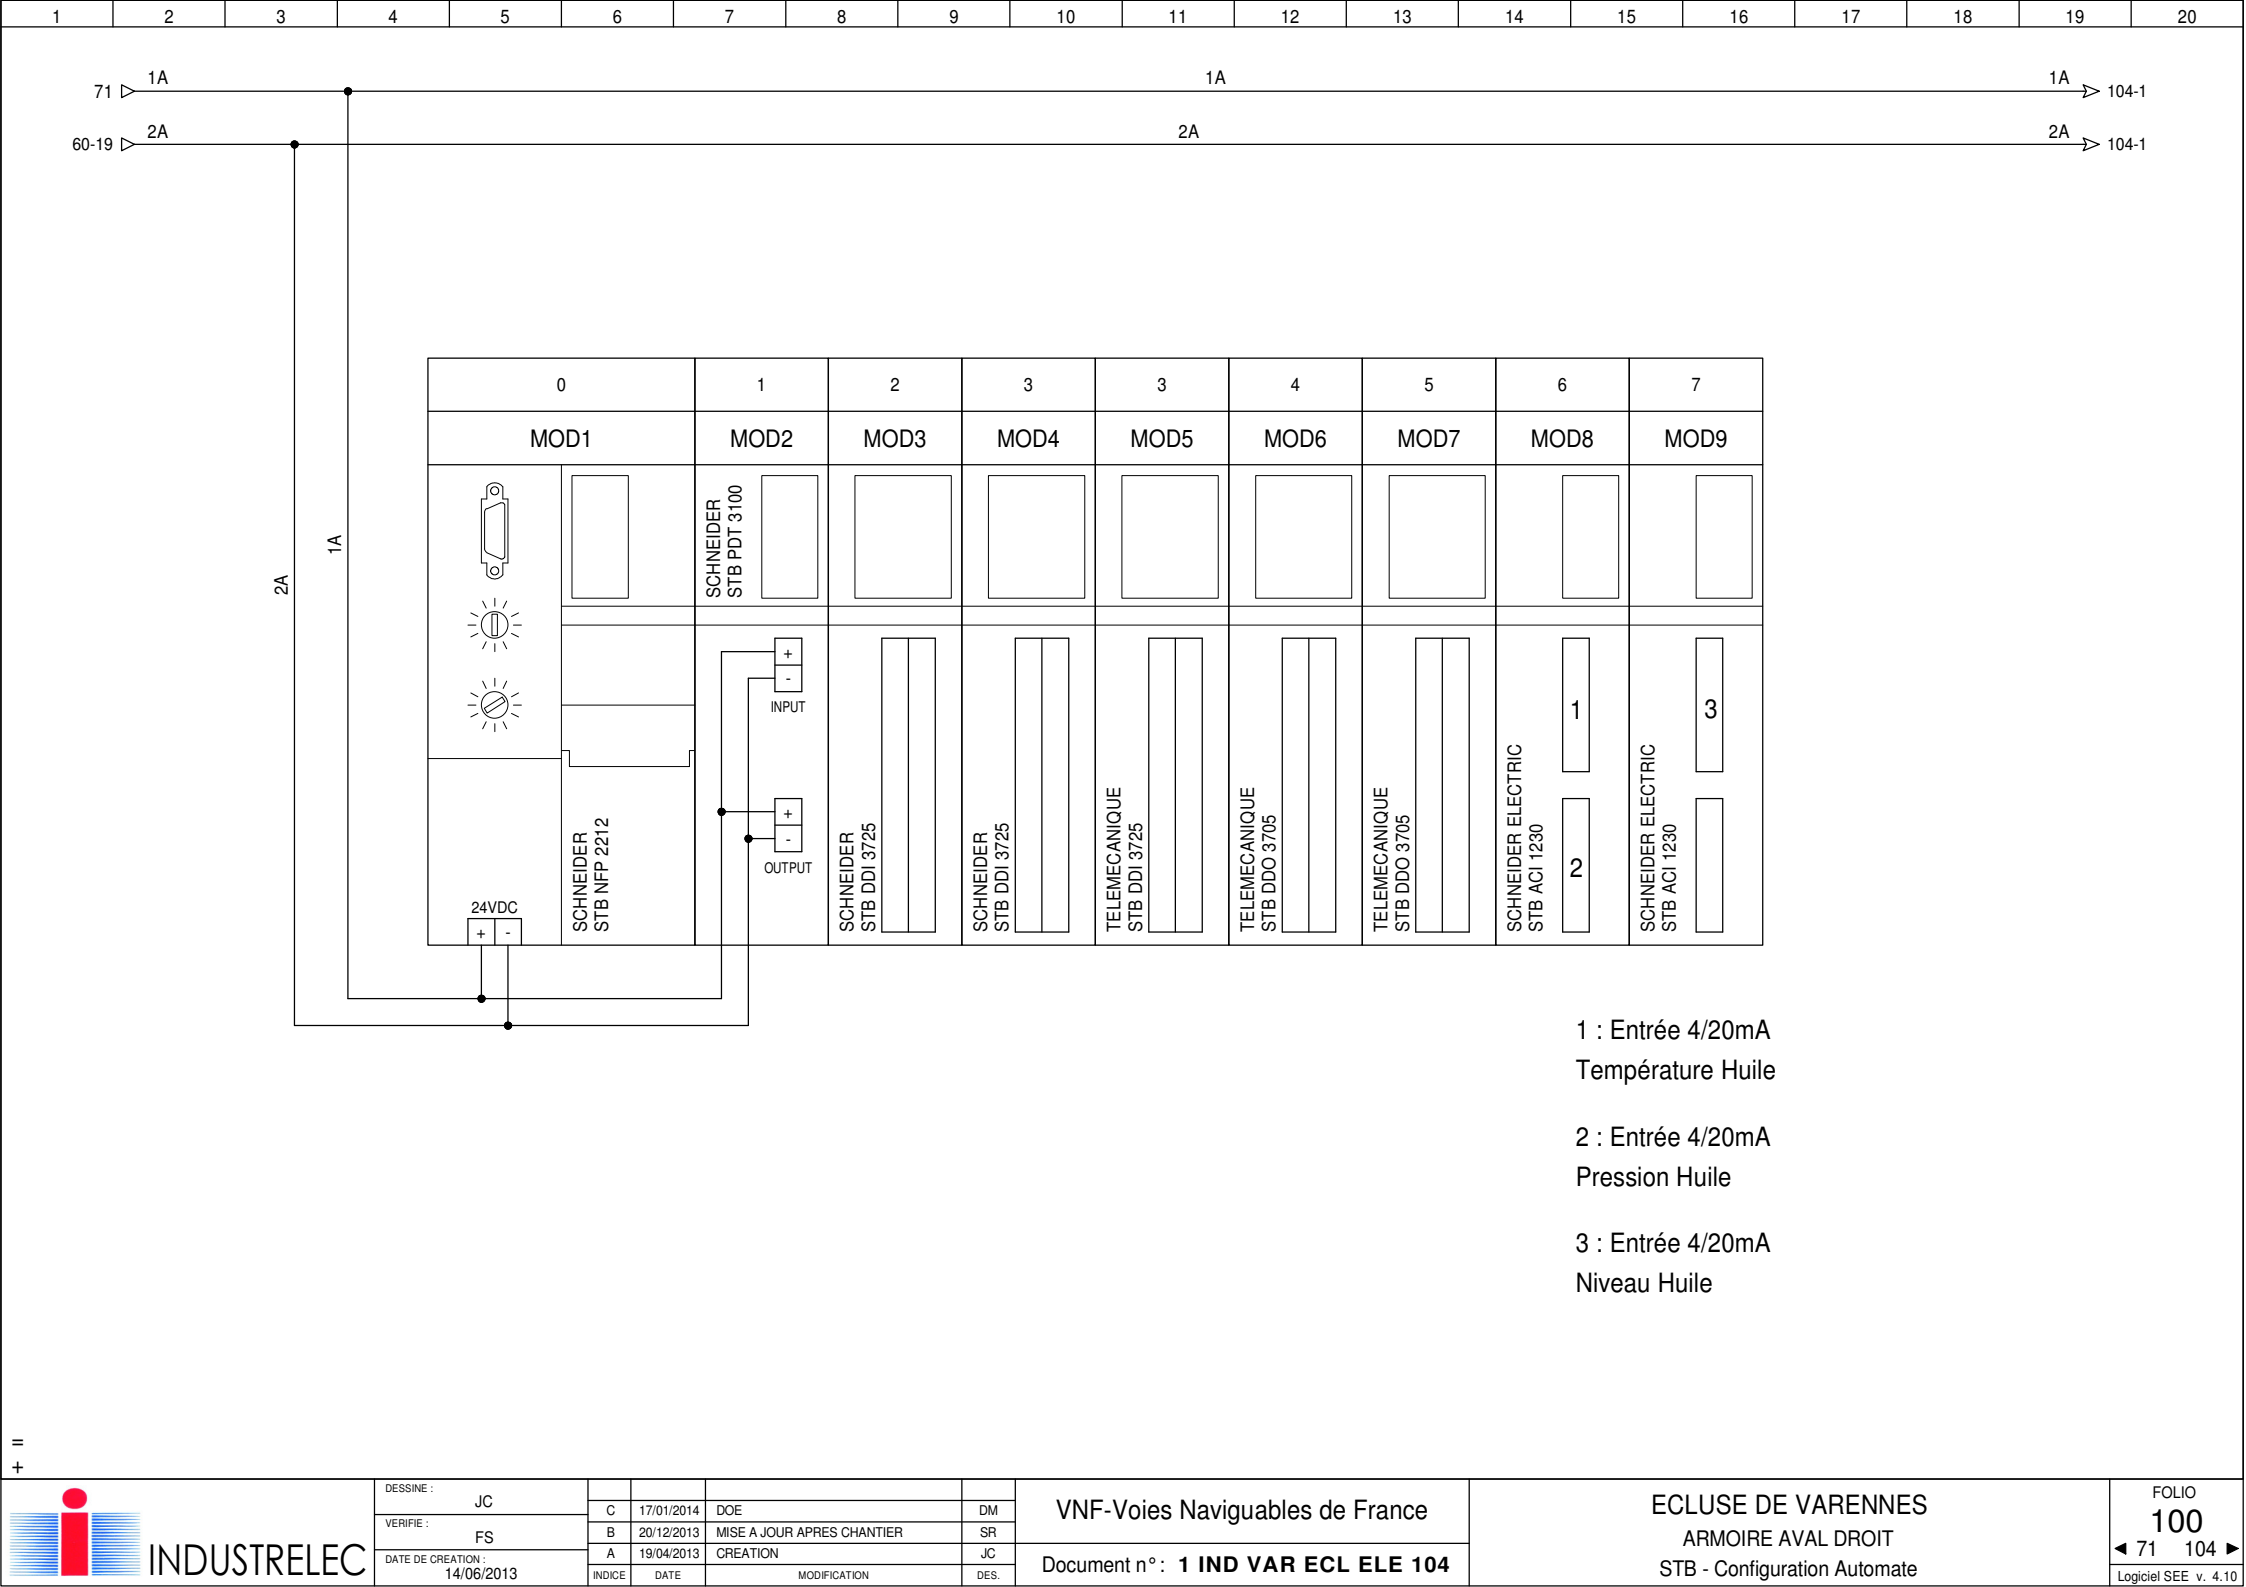 1 2 3 4 5 6 7 8 9 10 11 12 13 14 15 16 17 18 19 20
71 1A 1A 1A 104-1
60-19 2A 2A 2A 104-1
0 1 2 3 3 4 5 6 7
MOD1 MOD2 MOD3 MOD4 MOD5 MOD6 MOD7 MOD8 MOD9
2A
1A
24VDC
+ -
SCHNEIDER
STB NFP 2212
SCHNEIDER
STB PDT 3100
+
-
INPUT
+
-
OUTPUT
SCHNEIDER
STB DDI 3725
SCHNEIDER
STB DDI 3725
TELEMECANIQUE
STB DDI 3725
TELEMECANIQUE
STB DDO 3705
TELEMECANIQUE
STB DDO 3705
SCHNEIDER ELECTRIC
STB ACI 1230
1
2
SCHNEIDER ELECTRIC
STB ACI 1230
3
1 : Entrée 4/20mA
Température Huile
2 : Entrée 4/20mA
Pression Huile
3 : Entrée 4/20mA
Niveau Huile
=
+
INDUSTRELEC
DESSINE :
JC
VERIFIE :
FS
DATE DE CREATION :
14/06/2013
C 17/01/2014 DOE DM
B 20/12/2013 MISE A JOUR APRES CHANTIER SR
A 19/04/2013 CREATION JC
INDICE DATE MODIFICATION DES.
VNF-Voies Naviguables de France
Document n° : 1 IND VAR ECL ELE 104
ECLUSE DE VARENNES
ARMOIRE AVAL DROIT
STB - Configuration Automate
FOLIO
100
71 104
Logiciel SEE v. 4.10